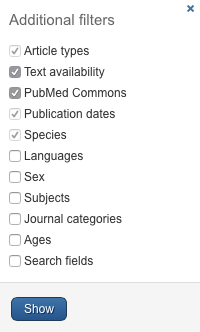 Additional filters
Article types
Text availability
PubMed Commons
Publication dates
Species
Languages
Sex
Subjects
Journal categories
Ages
Search fields
Show